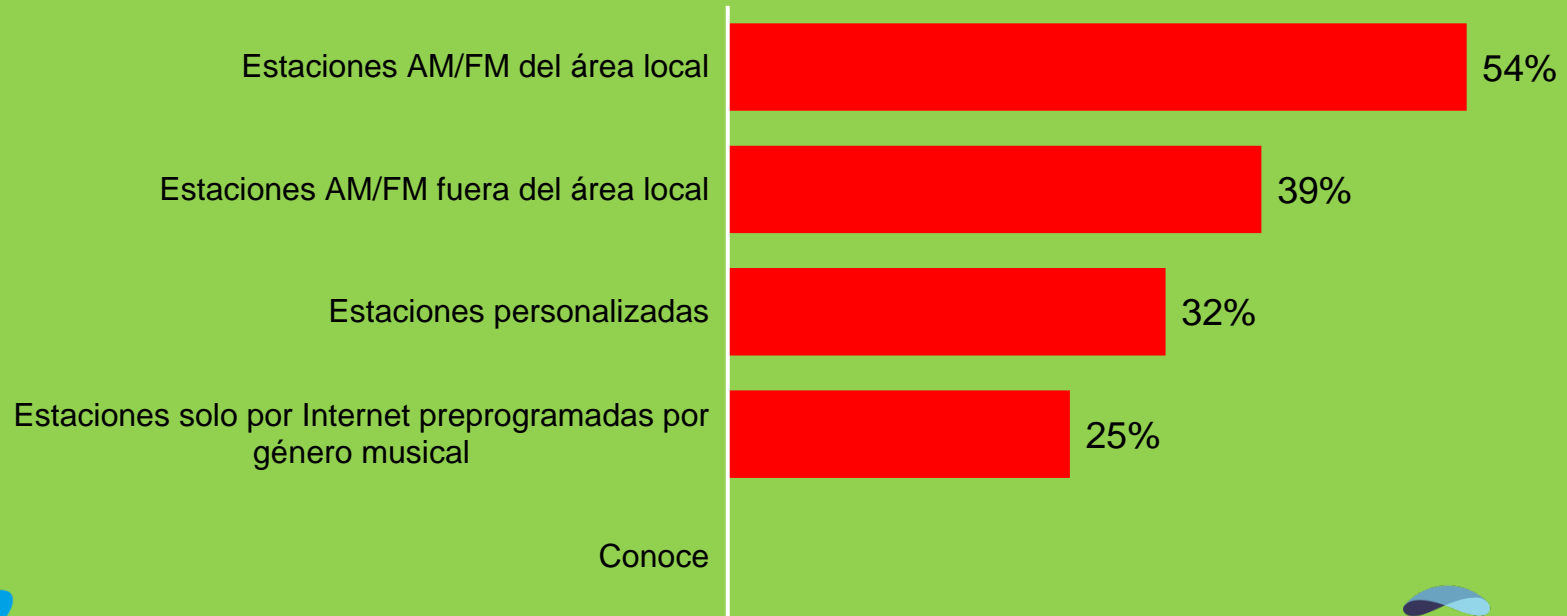 Estaciones AM/FM del área local
54%
Estaciones AM/FM fuera del área local
39%
Estaciones personalizadas
32%
Estaciones solo por Internet preprogramadas por
género musical
25%
Conoce